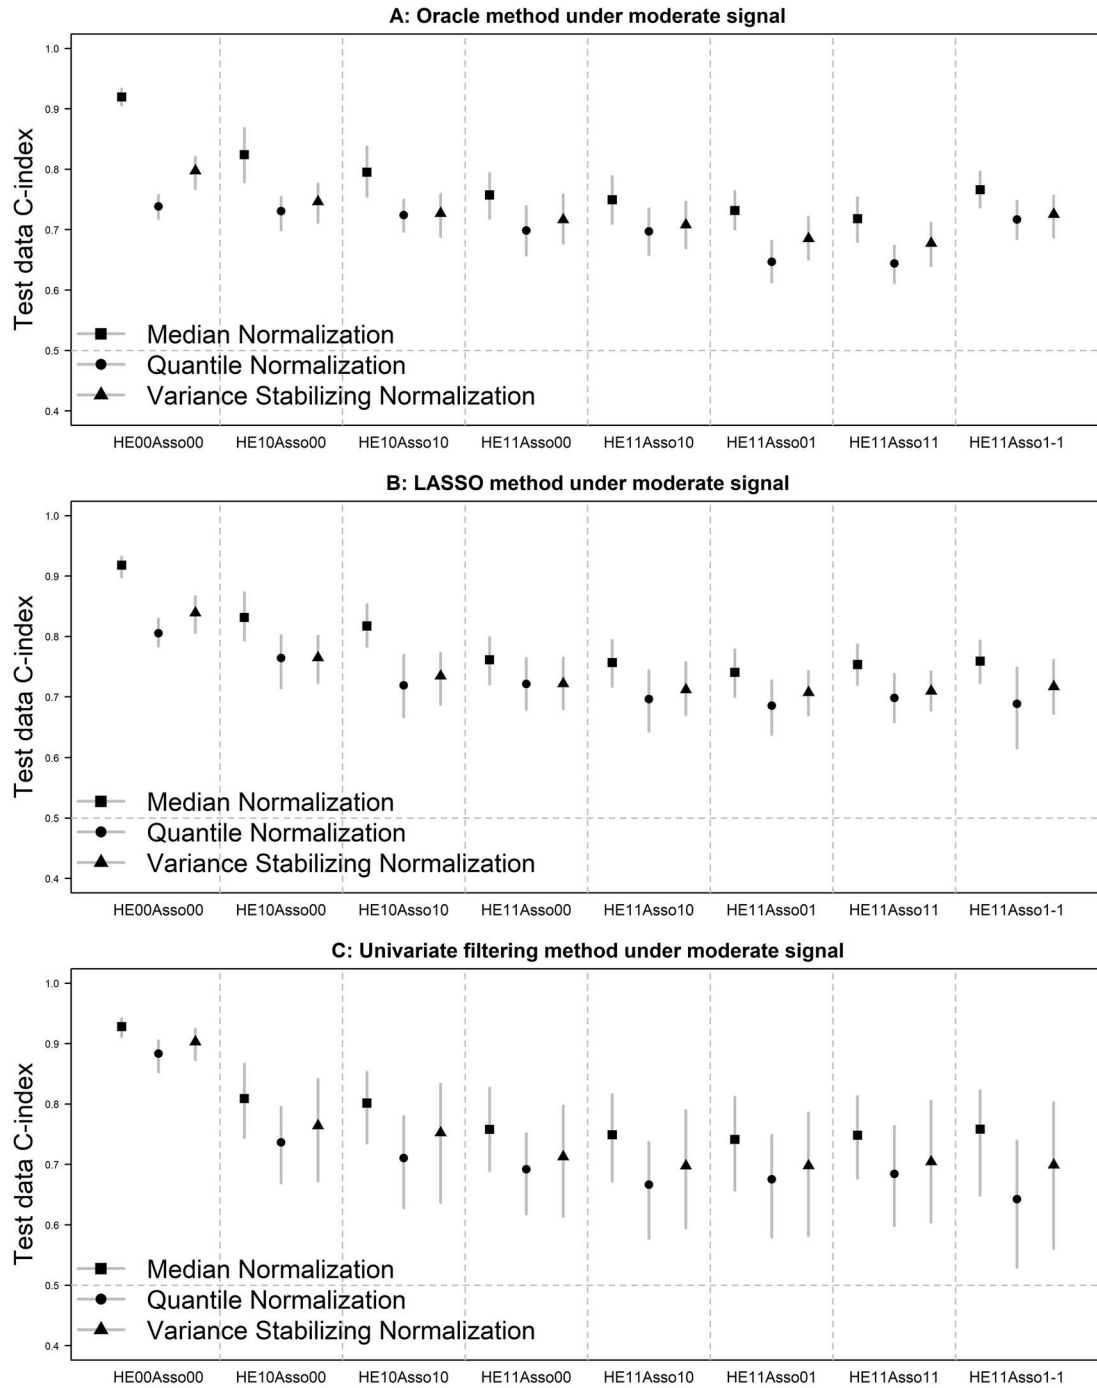 A: Oracle method under moderate signal
Test data C-index
1.0
0.9
0.8
0.7
0.6
0.5
0.4
Median Normalization
Quantile Normalization
Variance Stabilizing Normalization
HE00Asso00 HE10Asso00 HE10Asso10 HE11Asso00 HE11Asso10 HE11Asso01 HE11Asso11 HE11Asso1-1
B: LASSO method under moderate signal
Test data C-index
1.0
0.9
0.8
0.7
0.6
0.5
0.4
Median Normalization
Quantile Normalization
Variance Stabilizing Normalization
HE00Asso00 HE10Asso00 HE10Asso10 HE11Asso00 HE11Asso10 HE11Asso01 HE11Asso11 HE11Asso1-1
C: Univariate filtering method under moderate signal
Test data C-index
1.0
0.9
0.8
0.7
0.6
0.5
0.4
Median Normalization
Quantile Normalization
Variance Stabilizing Normalization
HE00Asso00 HE10Asso00 HE10Asso10 HE11Asso00 HE11Asso10 HE11Asso01 HE11Asso11 HE11Asso1-1